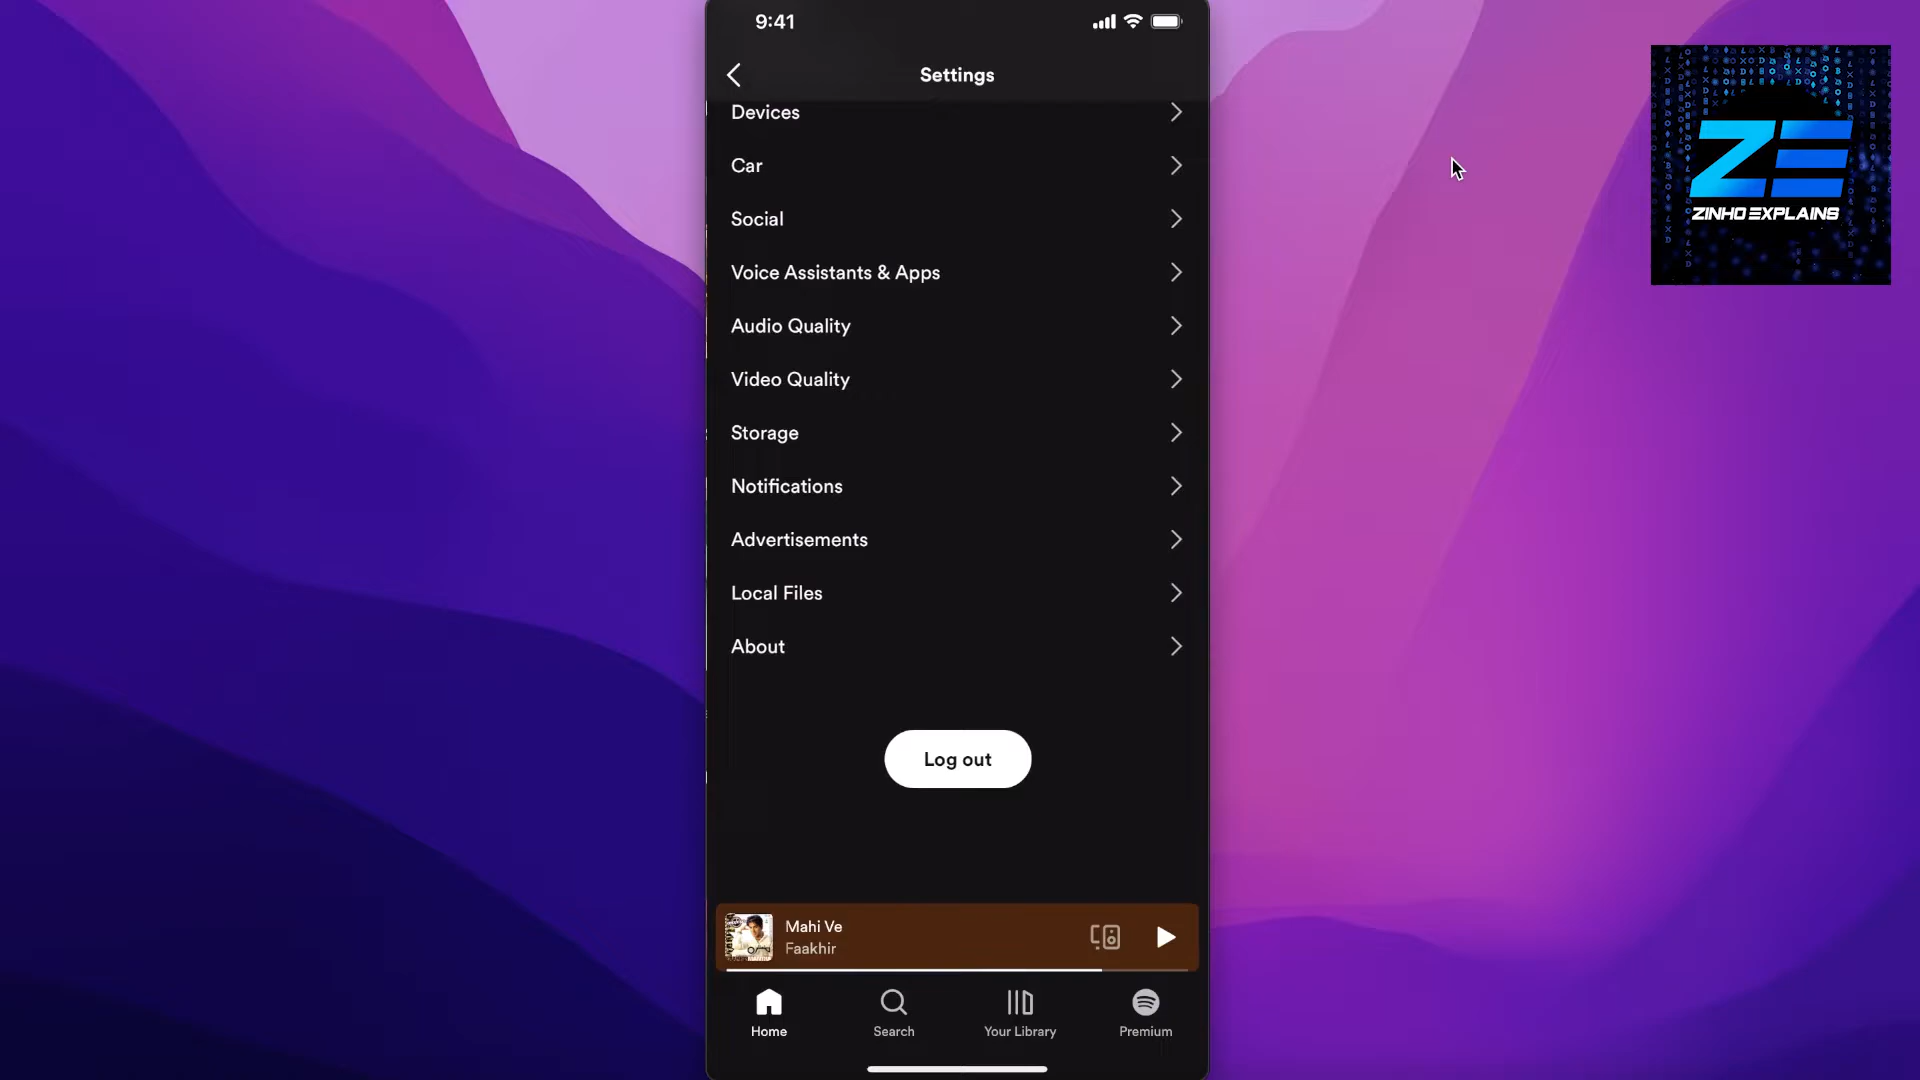 9:41
Settings
Devices
Car
Social
Voice Assistants & Apps
Audio Quality
Video Quality
Storage
Notifications
Advertisements
Local Files
About
Log out
Mahi Ve
Faakhir
Home
Search
Your Library
Premium
ZE
ZINHO EXPLAINS